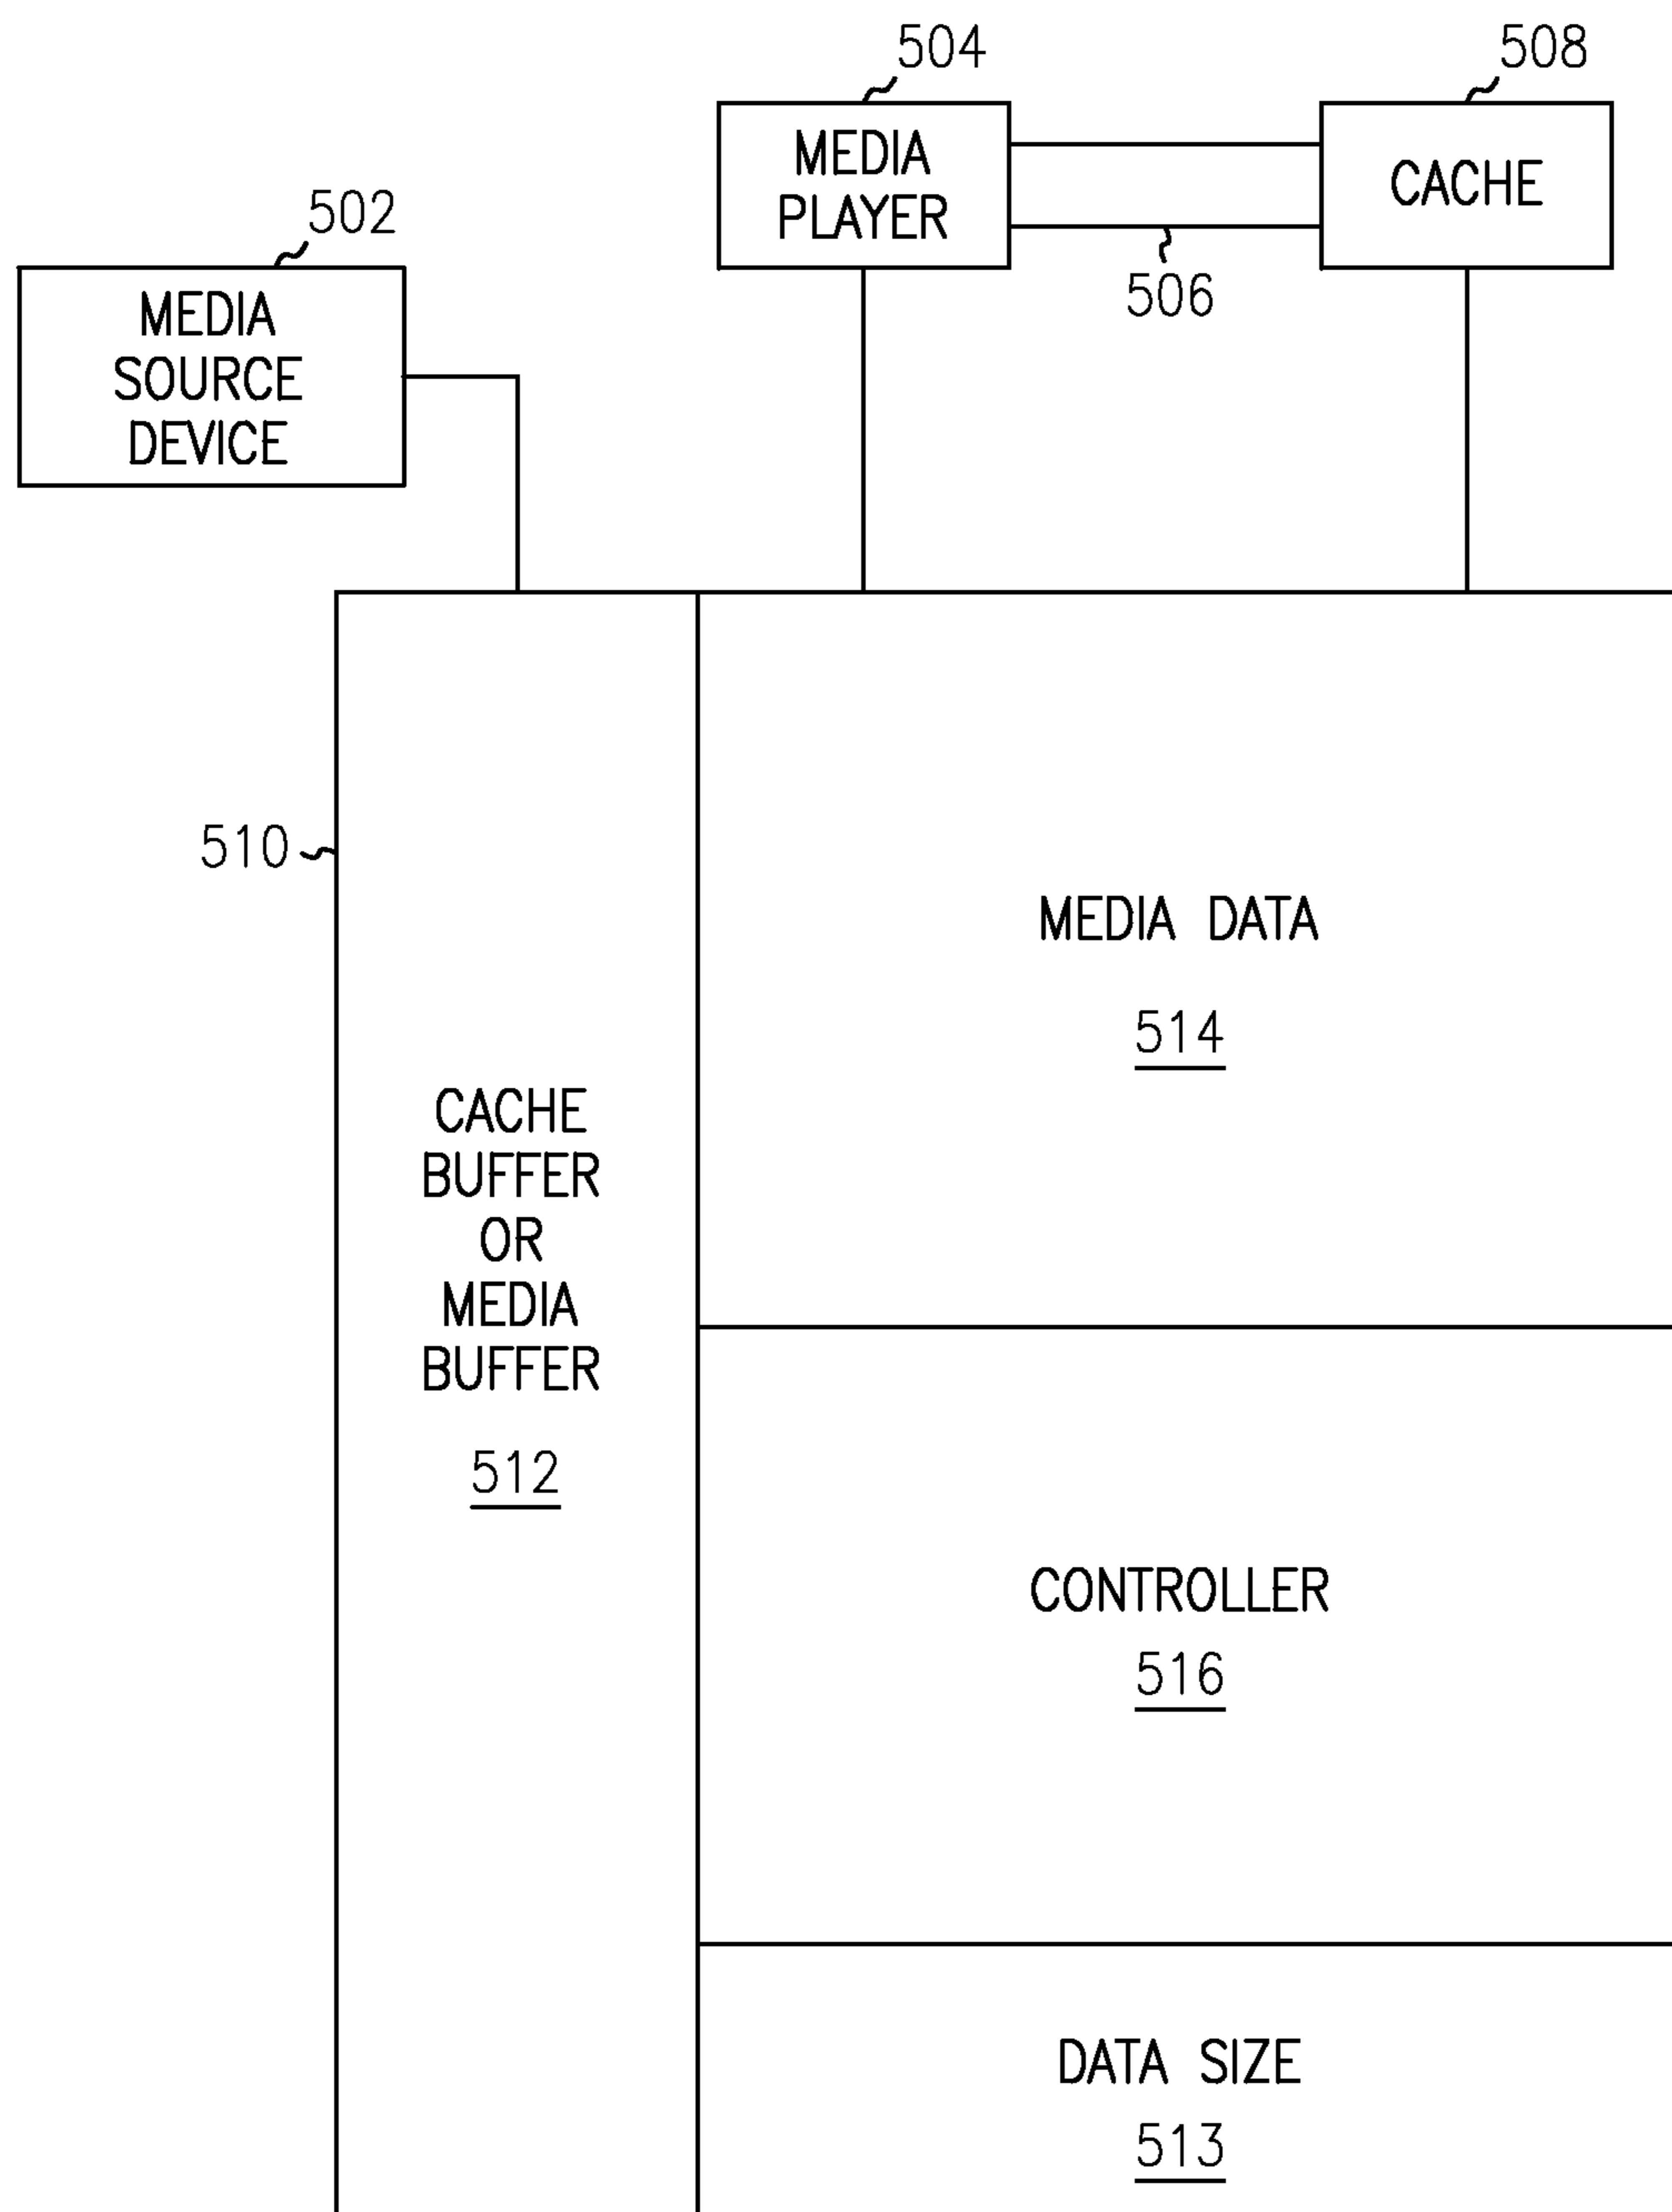 504
508
MEDIA
PLAYER
CACHE
502
506
MEDIA
SOURCE
DEVICE
510
MEDIA DATA
514
CACHE
BUFFER
OR
MEDIA
BUFFER
512
CONTROLLER
516
DATA SIZE
513